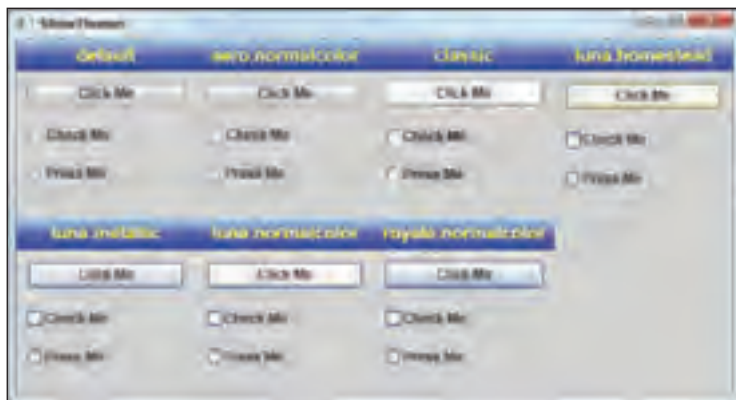 ShowThemes
default aero.normalcolor classic luna.homestead
Click Me Click Me Click Me Click Me
Check Me Check Me Check Me Check Me
Press Me Press Me Press Me Press Me
luna.metallic luna.normalcolor royale.normalcolor
Click Me Click Me Click Me
Check Me Check Me Check Me
Press Me Press Me Press Me